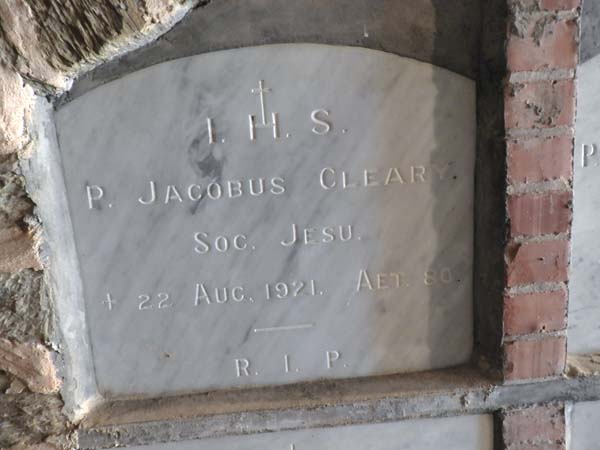 I.H.S.
P. JACOBUS CLEARY
SOC. JESU.
+ 22 AUG. 1921. AET. 80.
R. I. P.
P